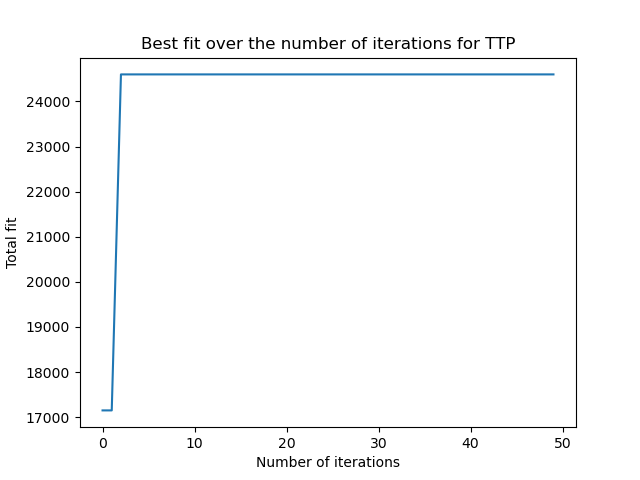 Best fit over the number of iterations for TTP
24000
23000
22000
21000
20000
19000
18000
17000
Total fit
0 10 20 30 40 50
Number of iterations